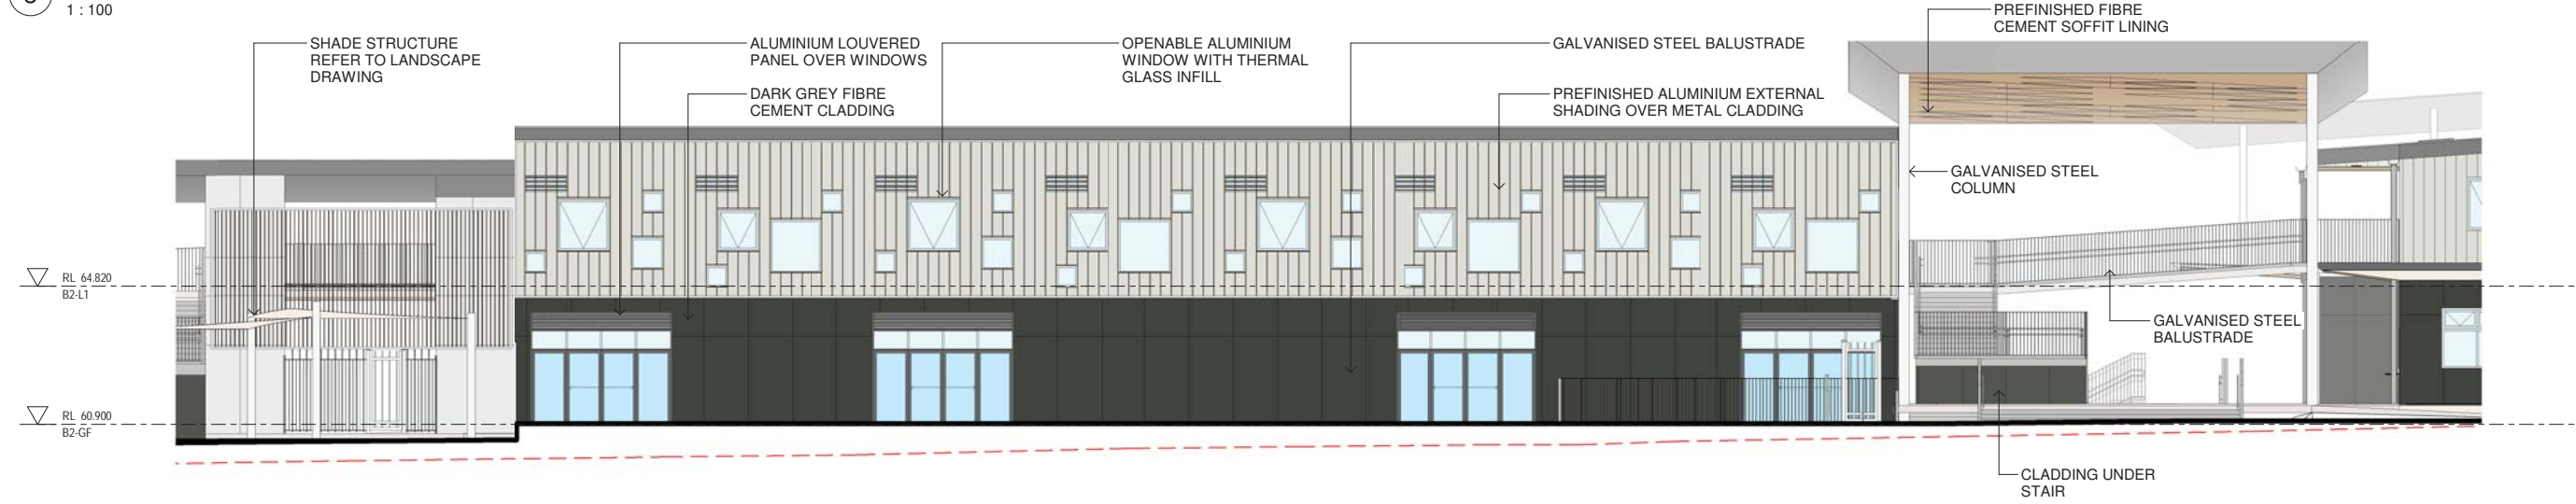 1 : 100
SHADE STRUCTURE
REFER TO LANDSCAPE
DRAWING
ALUMINIUM LOUVERED
PANEL OVER WINDOWS
DARK GREY FIBRE
CEMENT CLADDING
OPENABLE ALUMINIUM
WINDOW WITH THERMAL
GLASS INFILL
GALVANISED STEEL BALUSTRADE
PREFINISHED ALUMINIUM EXTERNAL
SHADING OVER METAL CLADDING
PREFINISHED FIBRE
CEMENT SOFFIT LINING
GALVANISED STEEL
COLUMN
RL 64.820
B2-L1
GALVANISED STEEL
BALUSTRADE
RL 60.900
B2-GF
CLADDING UNDER
STAIR